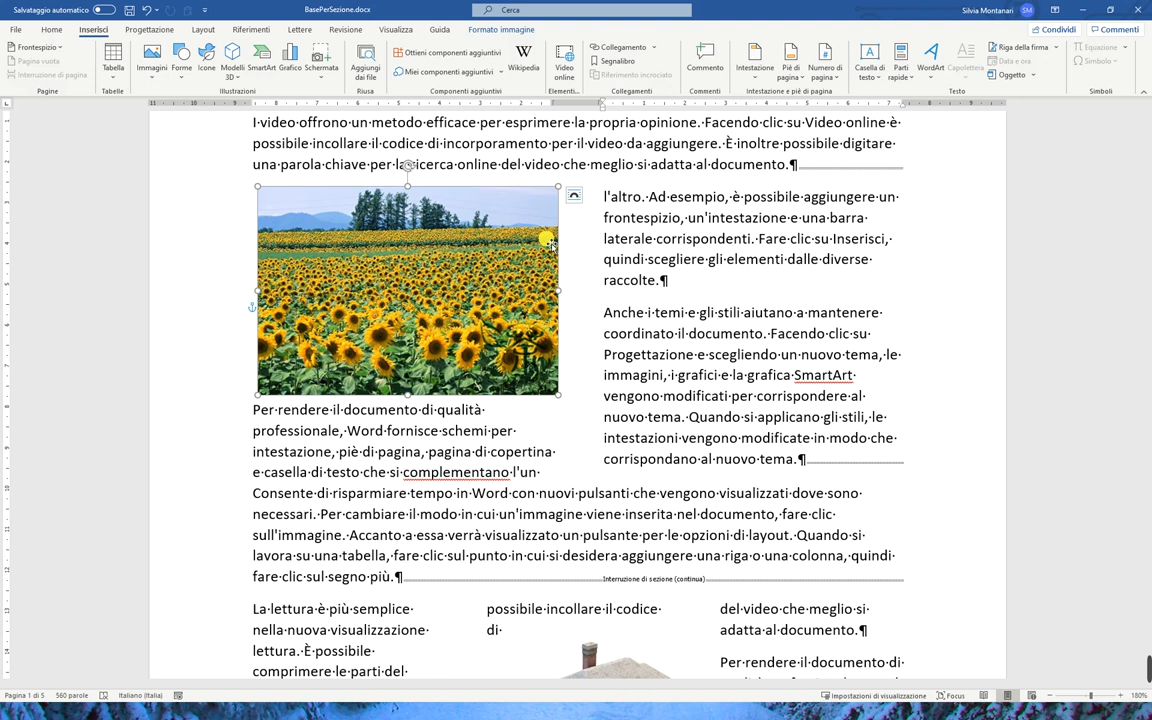 Salvataggio automatico
BasePerSezione.docx
Cerca
Silvia Montanari
SM
File
Home
Inserisci
Progettazione
Layout
Riferimenti
Lettere
Revisione
Visualizza
Guida
Formato immagine
Condividi
Commenti
Frontespizio
Pagina vuota
Interruzione di pagina
Pagine
Tabella
Tabelle
Immagini
Forme
Icone
Modelli 3D
SmartArt
Grafico
Schermata
Illustrazioni
Aggiungi dai file
Riusa
Ottieni componenti aggiuntivi
Miei componenti aggiuntivi
Wikipedia
Componenti aggiuntivi
Video online
Elementi...
Collegamento
Segnalibro
Riferimento incrociato
Collegamenti
Commento
Commenti
Intestazione
Piè di pagina
Numero di pagina
Intestazione e piè di pagina
Casella di testo
Parti rapide
WordArt
Capolettera
Riga della firma
Data e ora
Oggetto
Testo
Equazione
Simbolo
Simboli
I·video·offrono·un·metodo·efficace·per·esprimere·la·propria·opinione.·Facendo·clic·su·Video·online·è·
possibile·incollare·il·codice·di·incorporamento·per·il·video·da·aggiungere.·È·inoltre·possibile·digitare·
una·parola·chiave·per·la·ricerca·online·del·video·che·meglio·si·adatta·al·documento.¶
l'altro.·Ad·esempio,·è·possibile·aggiungere·un·
frontespizio,·un'intestazione·e·una·barra·
laterale·corrispondenti.·Fare·clic·su·Inserisci,·
quindi·scegliere·gli·elementi·dalle·diverse·
raccolte.¶
Anche·i·temi·e·gli·stili·aiutano·a·mantenere·
coordinato·il·documento.·Facendo·clic·su·
Progettazione·e·scegliendo·un·nuovo·tema,·le·
immagini,·i·grafici·e·la·grafica·SmartArt·
vengono·modificati·per·corrispondere·al·
nuovo·tema.·Quando·si·applicano·gli·stili,·le·
intestazioni·vengono·modificate·in·modo·che·
corrispondano·al·nuovo·tema.¶
Per·rendere·il·documento·di·qualità·
professionale,·Word·fornisce·schemi·per·
intestazione,·piè·di·pagina,·pagina·di·copertina·
e·casella·di·testo·che·si·complementano·l'un·
Consente·di·risparmiare·tempo·in·Word·con·nuovi·pulsanti·che·vengono·visualizzati·dove·sono·
necessari.·Per·cambiare·il·modo·in·cui·un'immagine·viene·inserita·nel·documento,·fare·clic·
sull'immagine.·Accanto·a·essa·verrà·visualizzato·un·pulsante·per·le·opzioni·di·layout.·Quando·si·
lavora·su·una·tabella,·fare·clic·sul·punto·in·cui·si·desidera·aggiungere·una·riga·o·una·colonna,·quindi·
fare·clic·sul·segno·più.¶ Interruzione di sezione (continua)
La·lettura·è·più·semplice·
nella·nuova·visualizzazione·
lettura.·È·possibile·
comprimere·le·parti·del·
possibile·incollare·il·codice·
di·
del·video·che·meglio·si·
adatta·al·documento.¶
Per·rendere·il·documento·di·
Pagina 1 di 5
560 parole
Italiano (Italia)
Impostazioni di visualizzazione
Focus
180%